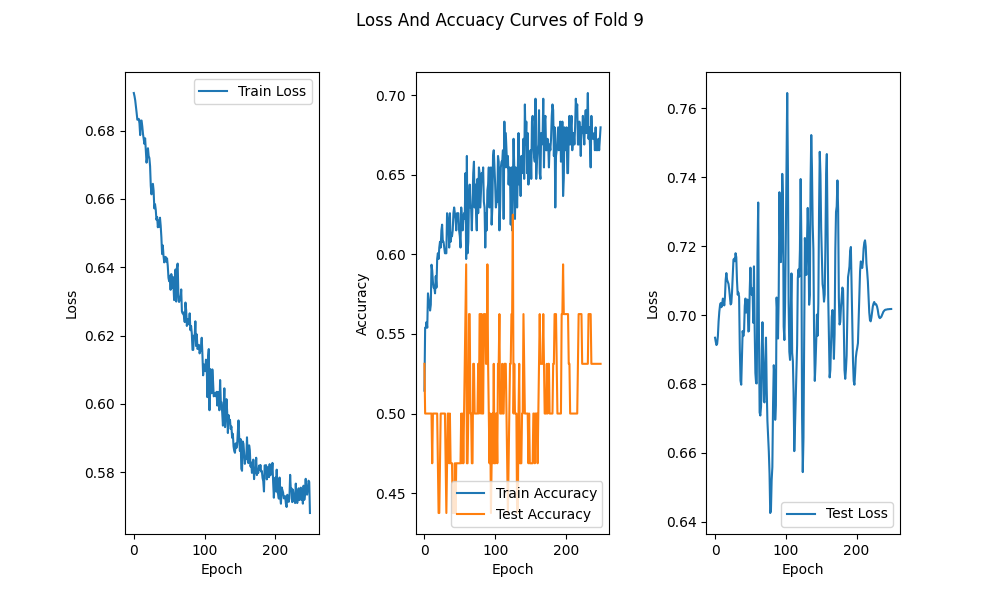 Loss And Accuacy Curves of Fold 9
Train Loss
Loss
0.68
0.66
0.64
0.62
0.60
0.58
0
100
200
Epoch
Accuracy
0.70
0.65
0.60
0.55
0.50
0.45
Train Accuracy
Test Accuracy
0
100
200
Epoch
Loss
0.76
0.74
0.72
0.70
0.68
0.66
0.64
Test Loss
0
100
200
Epoch